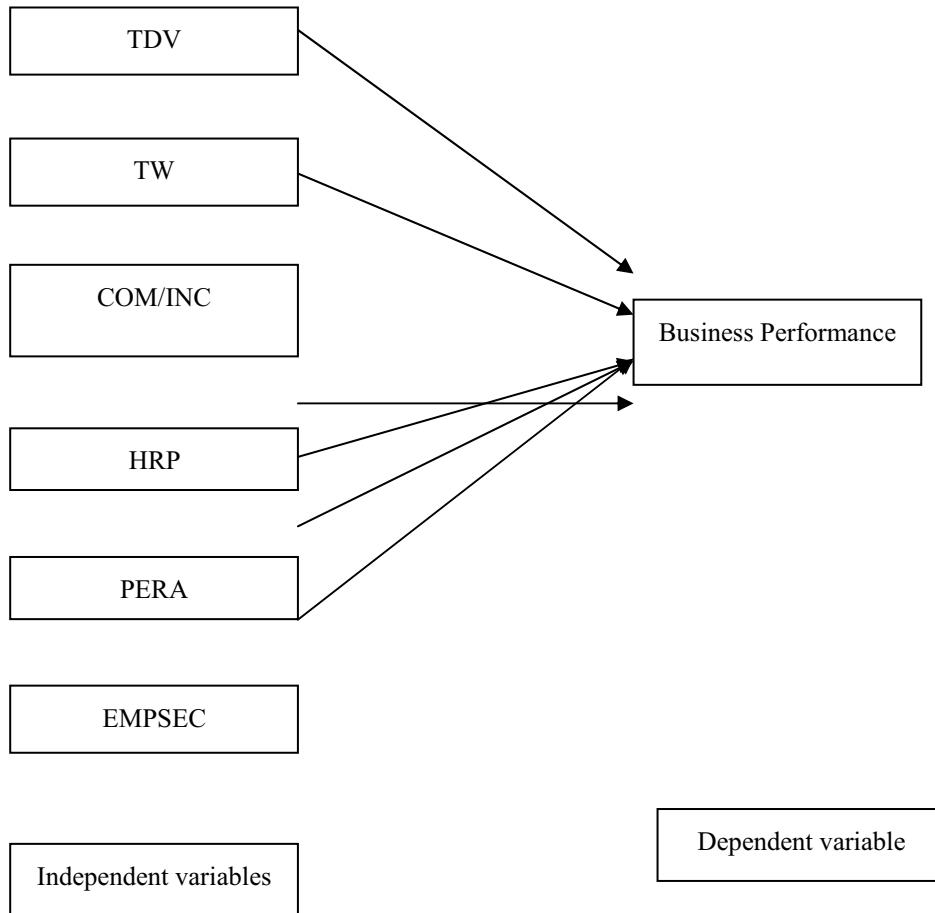 TDV
TW
COM/INC
Business Performance
HRP
PERA
EMPSEC
Dependent variable
Independent variables